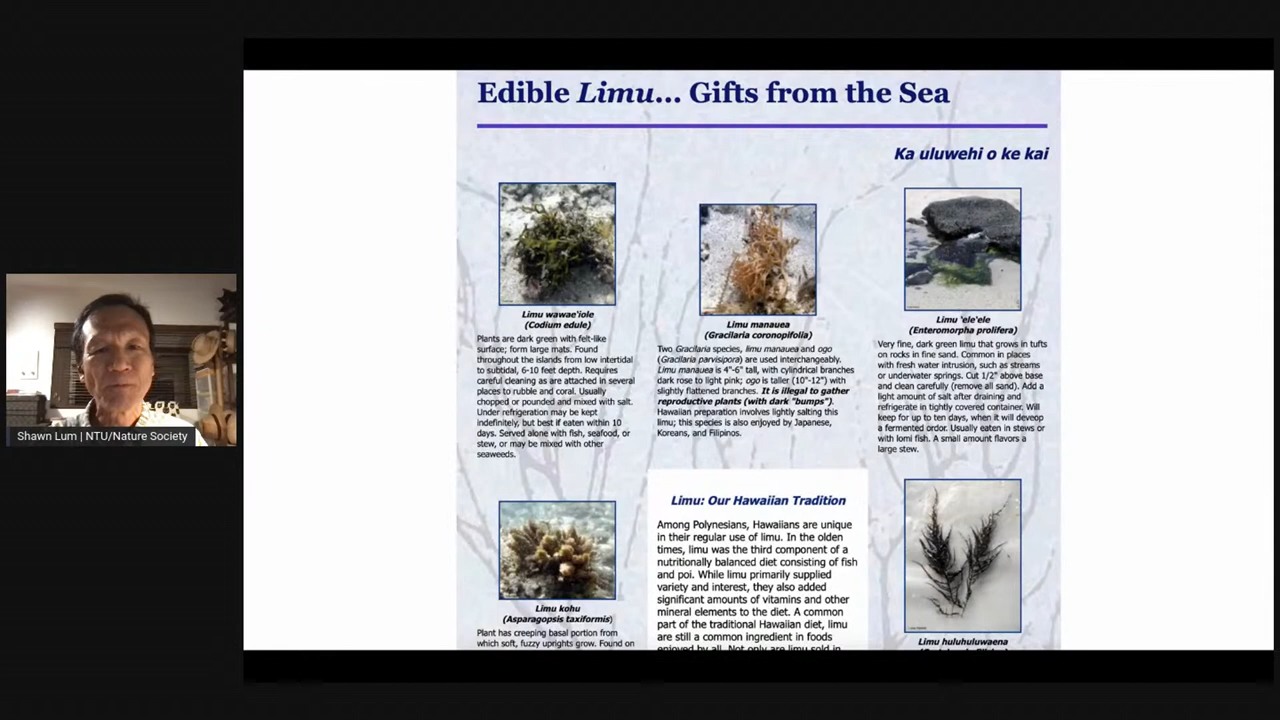 Edible Limu... Gifts from the Sea
Ka uluwehi o ke kai
Limu wawae'iole
(Codium edule)
Plants are dark green with felt-like
surface; form large mats. Found
throughout the islands from low intertidal
to subtidal, 6-10 feet depth. Requires
careful cleaning as are attached in several
places to rubble and coral. Usually
chopped or pounded and mixed with salt.
Under refrigeration may be kept
indefinitely, but best if eaten within 10
days. Served alone with fish, seafood, or
stew, or may be mixed with other
seaweeds.
Limu manauea
(Gracilaria coronopifolia)
Two Gracilaria species, limu manauea and ogo
(Gracilaria parvisipora) are used interchangeably.
Limu manauea is 4"-6" tall, with cylindrical branches
dark rose to light pink; ogo is taller (10"-12") with
slightly flattened branches. It is illegal to gather
reproductive plants (with dark "bumps").
Hawaiian preparation involves lightly salting this
limu; this species is also enjoyed by Japanese,
Koreans, and Filipinos.
Limu 'ele'ele
(Enteromorpha prolifera)
Very fine, dark green limu that grows in tufts
on rocks in fine sand. Common in places
with fresh water intrusion, such as streams
or underwater springs. Cut 1/2" above base
and clean carefully (remove all sand). Add a
light amount of salt after draining and
refrigerate in tightly covered container. Will
keep for up to ten days, when it will deveop
a fermented ordor. Usually eaten in stews or
with lomi fish. A small amount flavors a
large stew.
Limu kohu
(Asparagopsis taxiformis)
Plant has creeping basal portion from
which soft, fuzzy uprights grow. Found on
Limu: Our Hawaiian Tradition
Among Polynesians, Hawaiians are unique
in their regular use of limu. In the olden
times, limu was the third component of a
nutritionally balanced diet consisting of fish
and poi. While limu primarily supplied
variety and interest, they also added
significant amounts of vitamins and other
mineral elements to the diet. A common
part of the traditional Hawaiian diet, limu
are still a common ingredient in foods
enjoyed by all. Not only are limu sold in
Limu huluhuluwaena
Shawn Lum | NTU/Nature Society